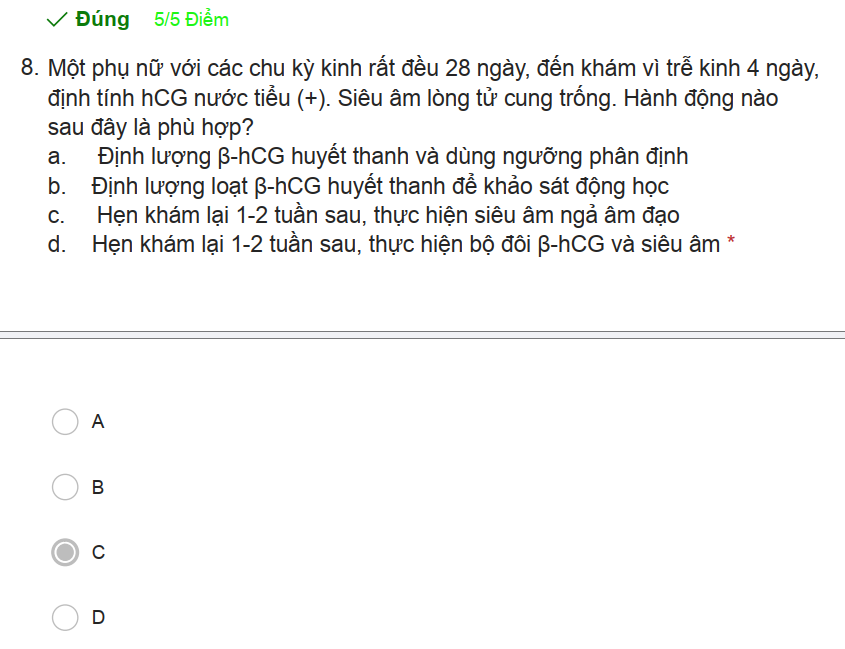 Đúng 5/5 Điểm
8. Một phụ nữ với các chu kỳ kinh rất đều 28 ngày, đến khám vì trễ kinh 4 ngày,
định tính hCG nước tiểu (+). Siêu âm lòng tử cung trống. Hành động nào
sau đây là phù hợp?
a. Định lượng β-hCG huyết thanh và dùng ngưỡng phân định
b. Định lượng loạt β-hCG huyết thanh để khảo sát động học
c. Hẹn khám lại 1-2 tuần sau, thực hiện siêu âm ngả âm đạo
d. Hẹn khám lại 1-2 tuần sau, thực hiện bộ đôi β-hCG và siêu âm *
A
B
C
D